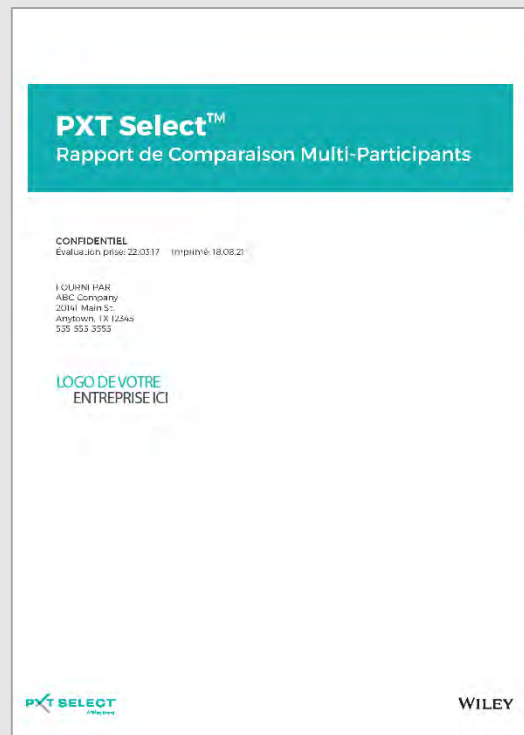 PXT Select™
Rapport de Comparaison Multi-Participants
CONFIDENTIEL
Évaluation prise: 22.03.17 Imprimé: 18.08.21
FOURNI PAR
ABC Company
20141 Main St.
Anytown, TX 12345
555 555 5555
LOGO DE VOTRE
ENTREPRISE ICI
PXT SELECT
WILEY